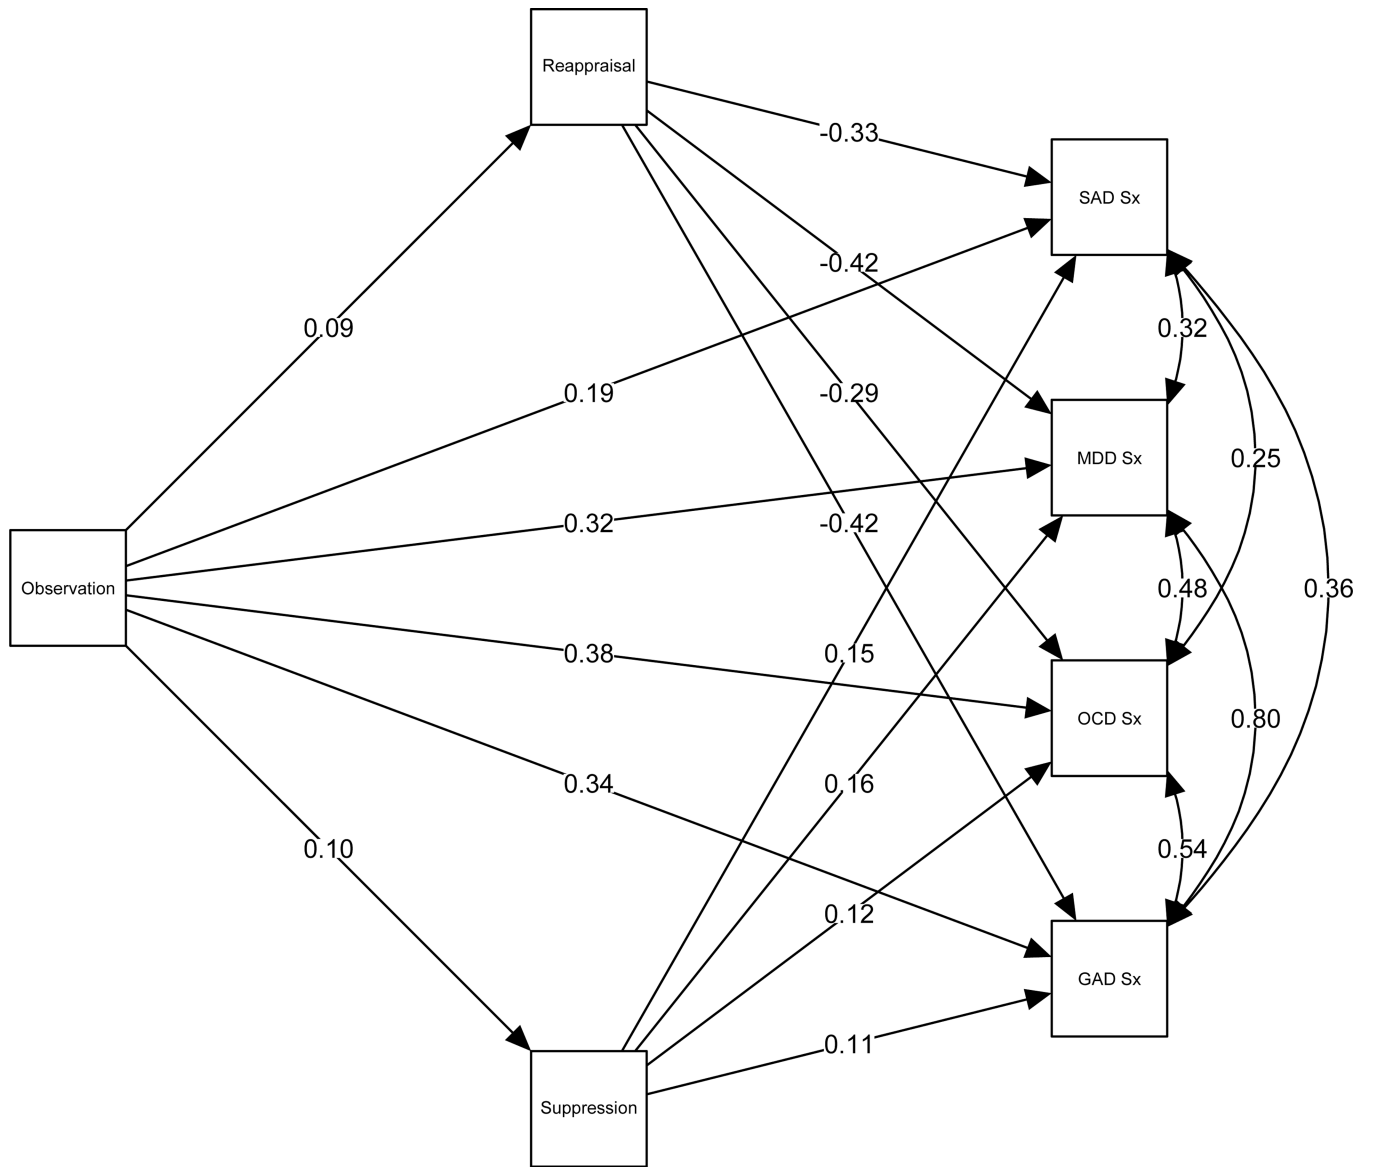 Reappraisal
-0.33
SAD Sx
-0.42
0.09
0.32
0.19
-0.29
MDD Sx
0.25
0.32
-0.42
Observation
0.48
0.36
0.38
0.15
OCD Sx
0.80
0.34
0.16
0.10
0.54
0.12
GAD Sx
0.11
Suppression